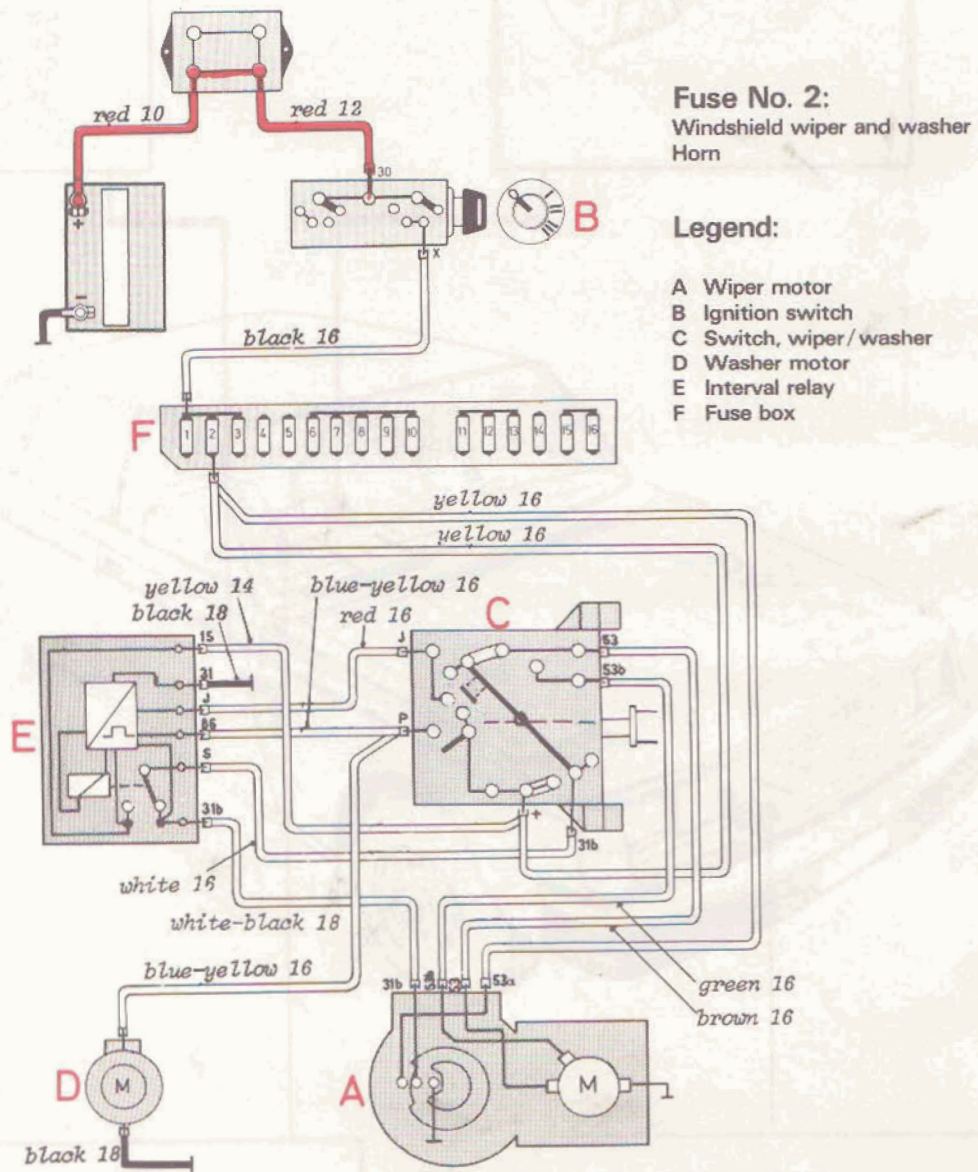 red 10
red 12
Fuse No. 2:
Windshield wiper and washer
Horn
30
+
B
Legend:
-
X
A Wiper motor
B Ignition switch
C Switch, wiper/washer
D Washer motor
E Interval relay
F Fuse box
black 16
F
1 2 3 4 5 6 7 8 9 10 11 12 13 14 15 16
yellow 16
yellow 16
yellow 14
blue-yellow 16
black 18
red 16
C
15
J
53
31
53b
J
E
86
P
S
31b
+
31b
white 16
white-black 18
blue-yellow 16
31b
53
53a
green 16
brown 16
D
M
A
M
black 18